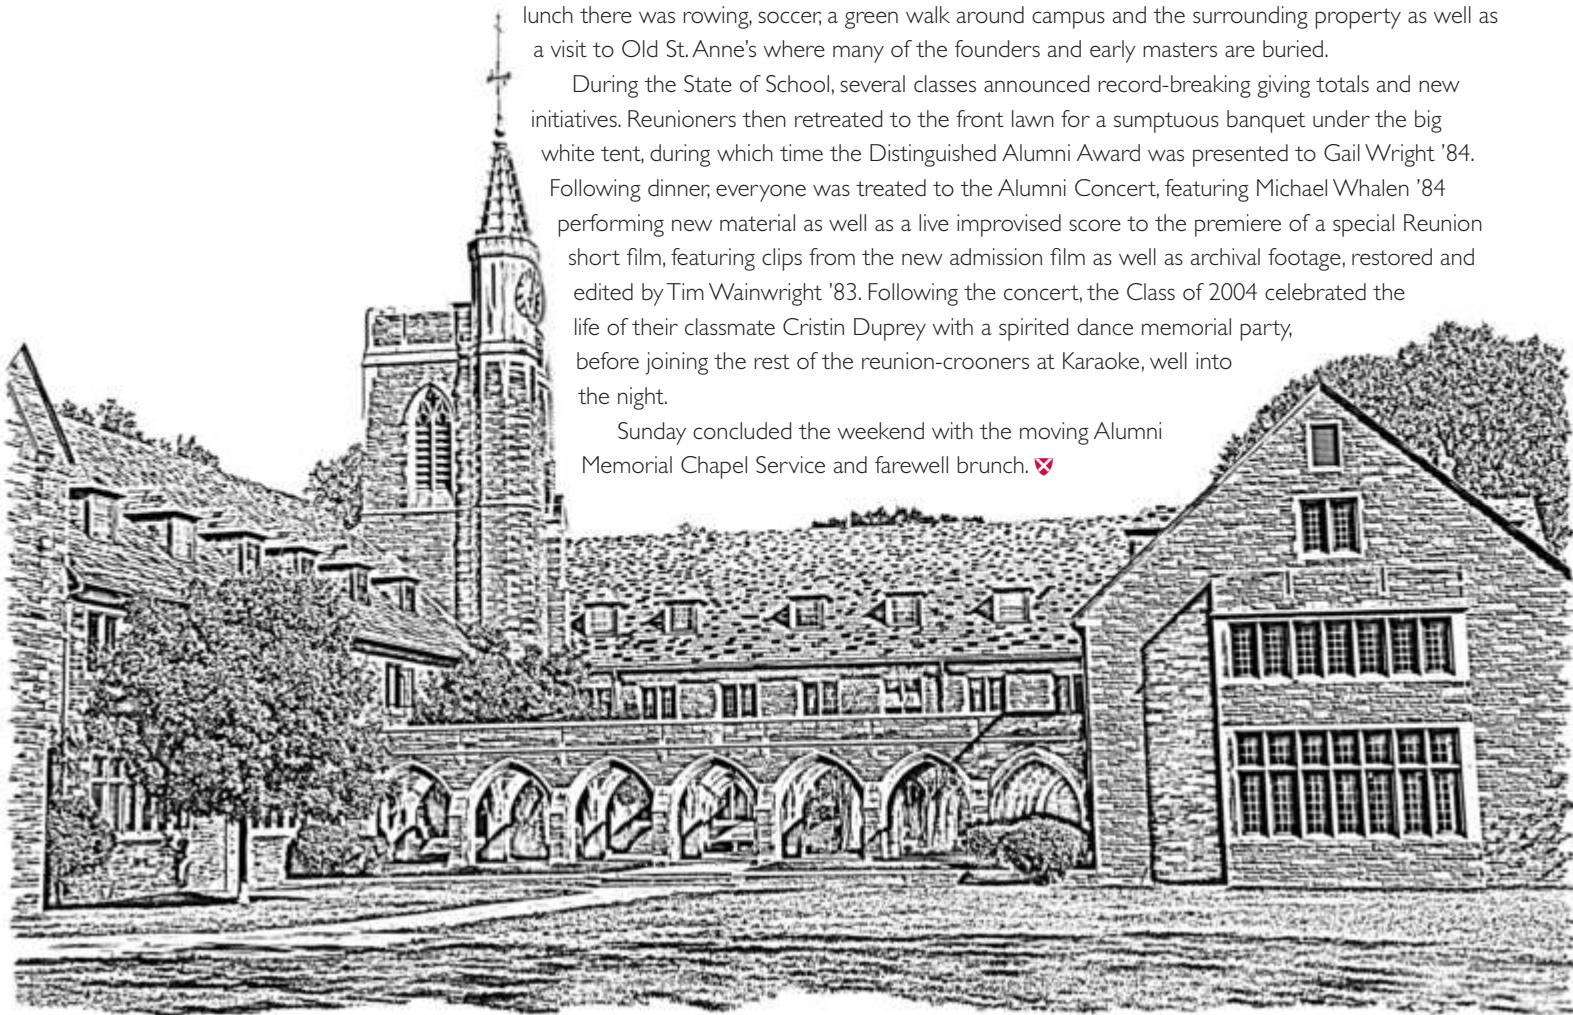 lunch there was rowing, soccer, a green walk around campus and the surrounding property as well as
a visit to Old St. Anne’s where many of the founders and early masters are buried.
During the State of School, several classes announced record-breaking giving totals and new
initiatives. Reunioners then retreated to the front lawn for a sumptuous banquet under the big
white tent, during which time the Distinguished Alumni Award was presented to Gail Wright ’84.
Following dinner, everyone was treated to the Alumni Concert, featuring Michael Whalen ’84
performing new material as well as a live improvised score to the premiere of a special Reunion
short film, featuring clips from the new admission film as well as archival footage, restored and
edited by Tim Wainwright ’83. Following the concert, the Class of 2004 celebrated the
life of their classmate Cristin Duprey with a spirited dance memorial party,
before joining the rest of the reunion-crooners at Karaoke, well into
the night.
Sunday concluded the weekend with the moving Alumni
Memorial Chapel Service and farewell brunch.